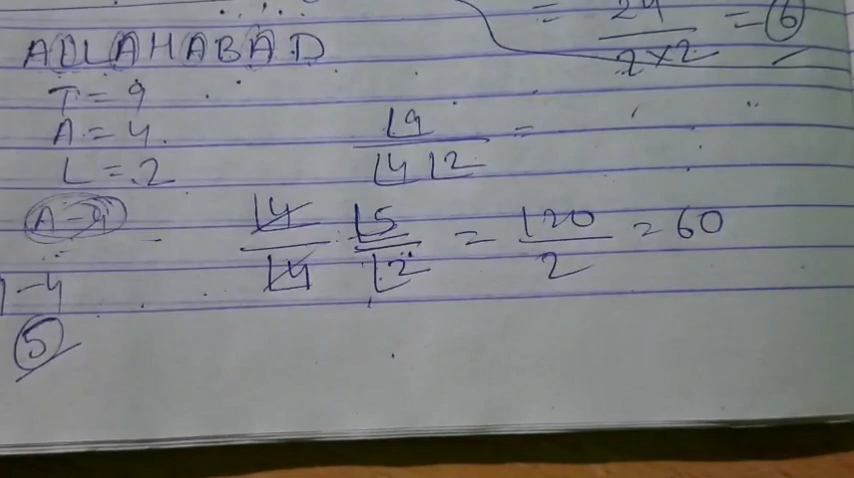 = 24 / 2×2 = 6
ALLAHABAD
T = 9
A = 4
L = 2
⌊9 / ⌊4 ⌊2 =
A-9
⌊4 / ⌊4 ⌊5 / ⌊2 = 120 / 2 = 60
-4
5